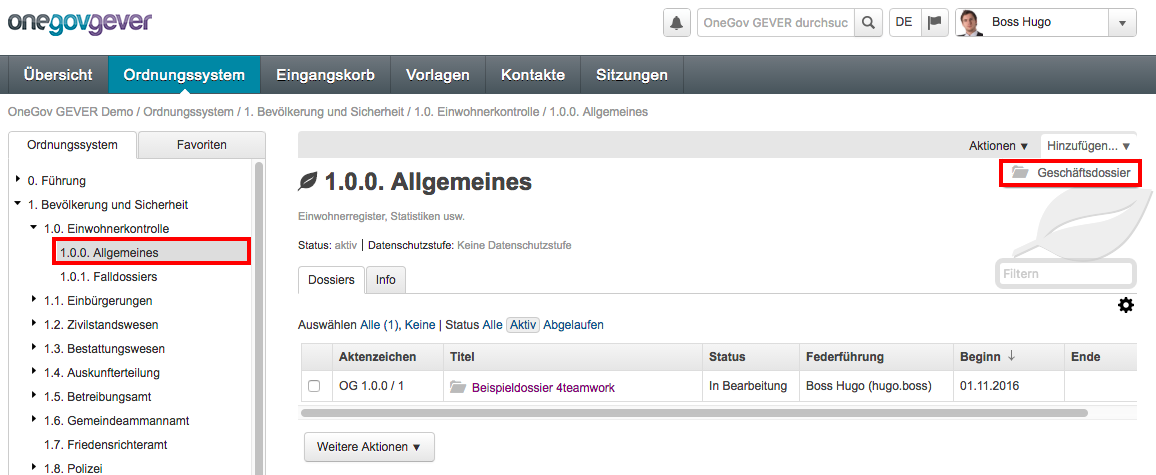 onegovgever
OneGov GEVER durchsuc
DE
Boss Hugo
Übersicht Ordnungssystem Eingangskorb Vorlagen Kontakte Sitzungen
OneGov GEVER Demo / Ordnungssystem / 1. Bevölkerung und Sicherheit / 1.0. Einwohnerkontrolle / 1.0.0. Allgemeines
Ordnungssystem Favoriten
0. Führung
1. Bevölkerung und Sicherheit
1.0. Einwohnerkontrolle
1.0.0. Allgemeines
1.0.1. Falldossiers
1.1. Einbürgerungen
1.2. Zivilstandswesen
1.3. Bestattungswesen
1.4. Auskunfterteilung
1.5. Betreibungsamt
1.6. Gemeindeammannamt
1.7. Friedensrichteramt
1.8. Polizei
Aktionen ▼ Hinzufügen... ▼
Geschäftsdossier
1.0.0. Allgemeines
Einwohnerregister, Statistiken usw.
Status: aktiv | Datenschutzstufe: Keine Datenschutzstufe
Filtern
Dossiers Info
Auswählen Alle (1), Keine | Status Alle Aktiv Abgelaufen
Aktenzeichen Titel Status Federführung Beginn ↓ Ende
OG 1.0.0 / 1 Beispieldossier 4teamwork In Bearbeitung Boss Hugo (hugo.boss) 01.11.2016
Weitere Aktionen ▼